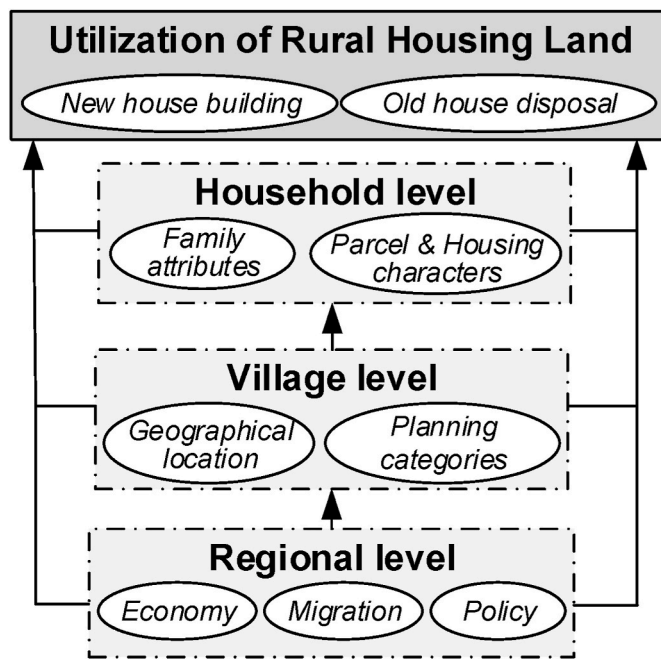 Utilization of Rural Housing Land
New house building
Old house disposal
Household level
Family
attributes
Parcel & Housing
characters
Village level
Geographical
location
Planning
categories
Regional level
Economy
Migration
Policy